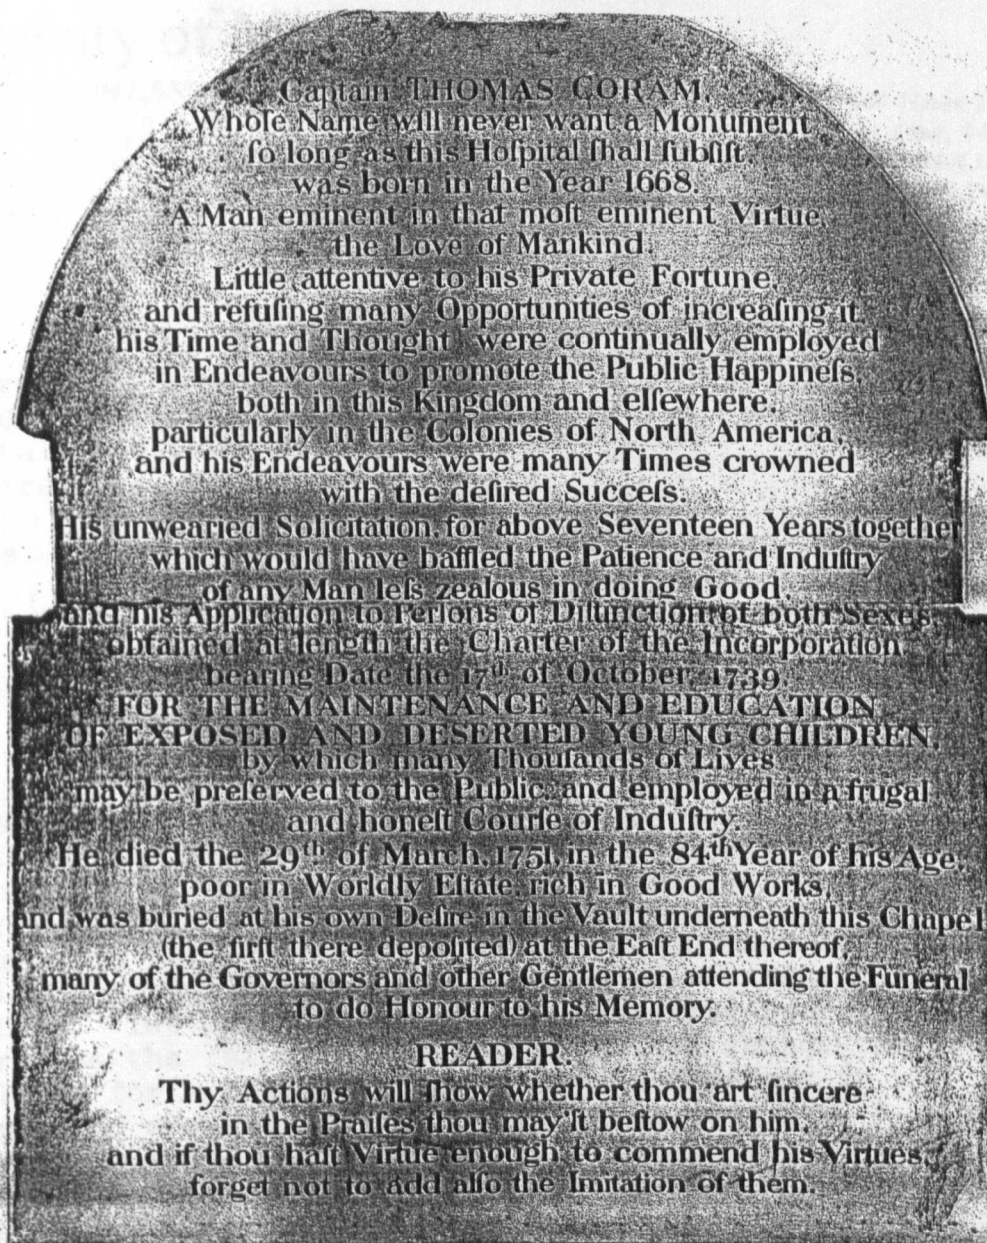 Captain THOMAS CORAM,
Whoſe Name will never want a Monument
ſo long as this Hoſpital ſhall ſubſiſt,
was born in the Year 1668.
A Man eminent in that moſt eminent Virtue,
the Love of Mankind.
Little attentive to his Private Fortune,
and refuſing many Opportunities of increaſing it
his Time and Thought were continually employed
in Endeavours to promote the Public Happineſs,
both in this Kingdom and elſewhere;
particularly in the Colonies of North America,
and his Endeavours were many Times crowned
with the deſired Succeſs.
His unwearied Solicitation, for above Seventeen Years together
which would have baffled the Patience and Induſtry
of any Man leſs zealous in doing Good,
and his Application to Perſons of Diſtinction of both Sexes,
obtained at length the Charter of the Incorporation
bearing Date the 17th of October, 1739,
FOR THE MAINTENANCE AND EDUCATION
OF EXPOSED AND DESERTED YOUNG CHILDREN,
by which many Thouſands of Lives
may be preſerved to the Public, and employed in a frugal
and honeſt Courſe of Induſtry.
He died the 29th of March, 1751, in the 84th Year of his Age;
poor in Worldly Eſtate, rich in Good Works,
and was buried at his own Deſire in the Vault underneath this Chapel
(the firſt there depoſited) at the Eaſt End thereof,
many of the Governors and other Gentlemen attending the Funeral
to do Honour to his Memory.
READER.
Thy Actions will ſhow whether thou art ſincere
in the Praiſes thou may'ſt beſtow on him,
and if thou haſt Virtue enough to commend his Virtues,
forget not to add alſo the Imitation of them.